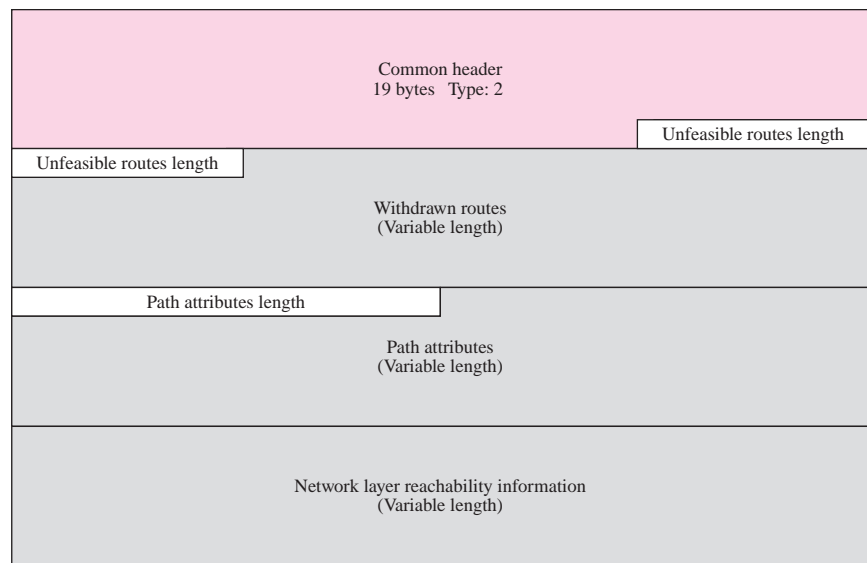 Common header
19 bytes Type: 2
Unfeasible routes length
Unfeasible routes length
Withdrawn routes
(Variable length)
Path attributes length
Path attributes
(Variable length)
Network layer reachability information
(Variable length)